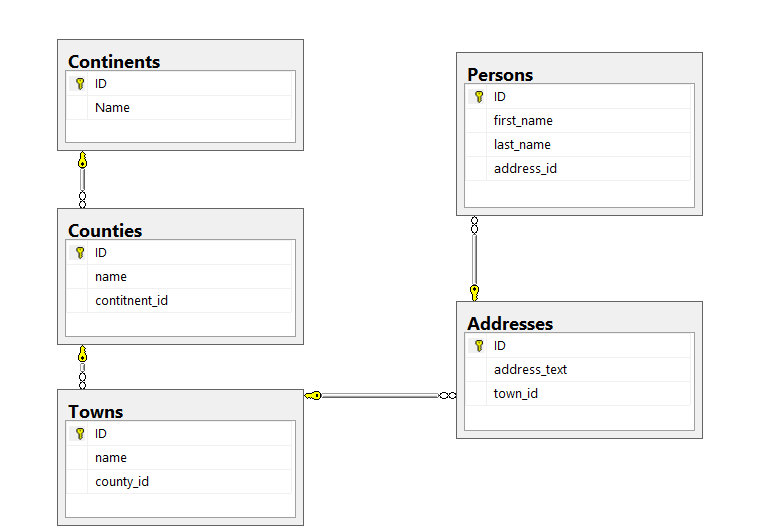 Continents
ID
Name
Counties
ID
name
contitnent_id
Towns
ID
name
county_id
Persons
ID
first_name
last_name
address_id
Addresses
ID
address_text
town_id